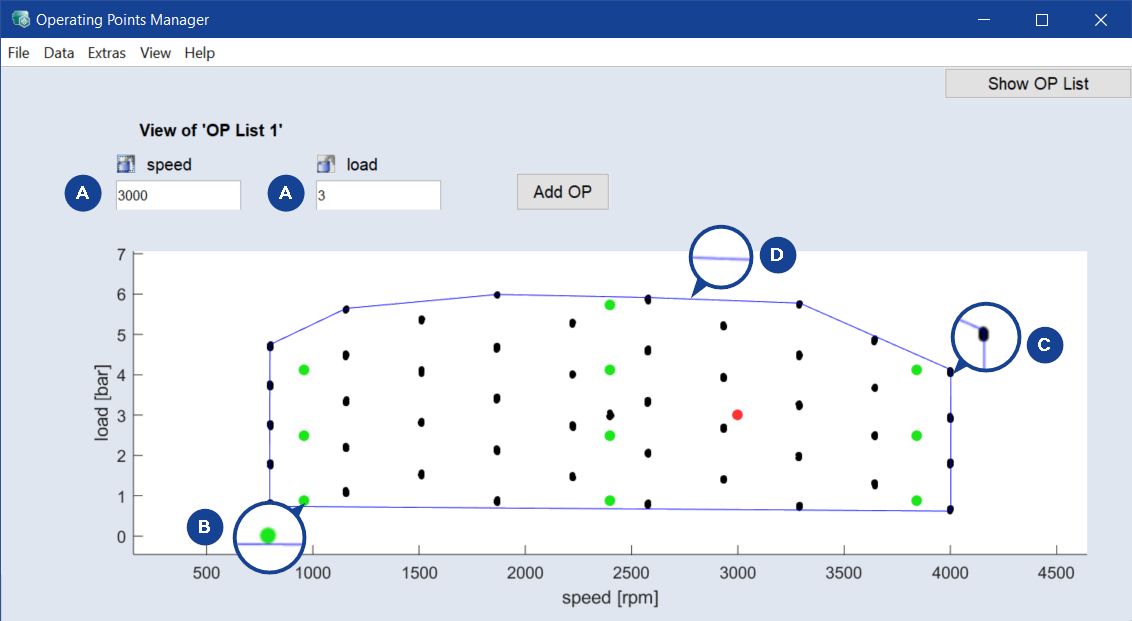 Operating Points Manager
File Data Extras View Help
Show OP List
View of 'OP List 1'
speed load
A 3000 A 3 Add OP
D
C
B
7
6
5
4
3
2
1
0
load [bar]
500 1000 1500 2000 2500 3000 3500 4000 4500
speed [rpm]